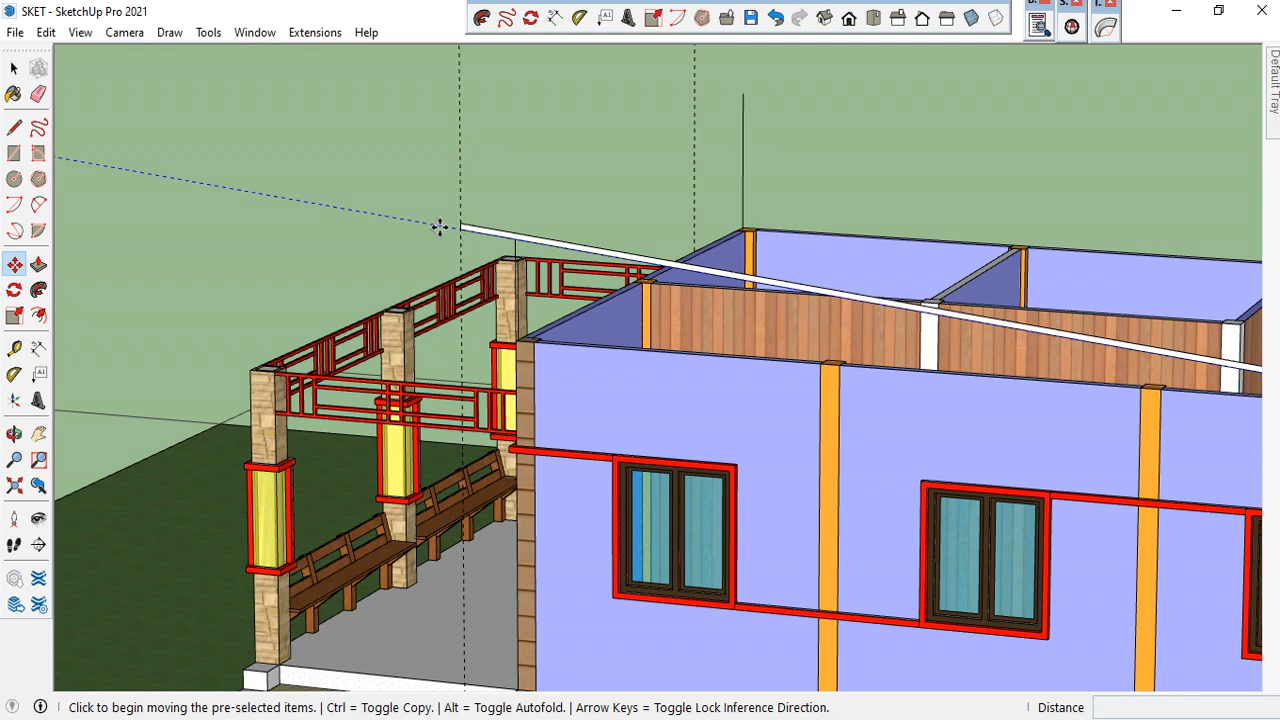 SKET - SketchUp Pro 2021
D..
S..
T..
File Edit View Camera Draw Tools Window Extensions Help
Default Tray
Click to begin moving the pre-selected items. | Ctrl = Toggle Copy. | Alt = Toggle Autofold. | Arrow Keys = Toggle Lock Inference Direction.
Distance